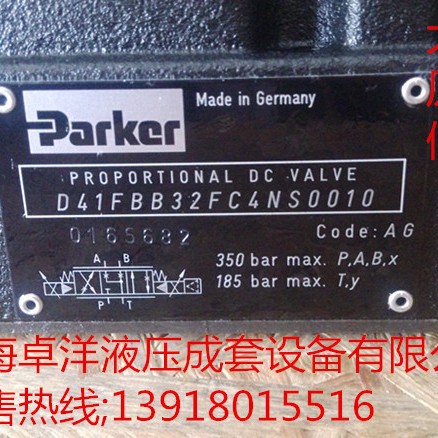 Made in Germany
Parker
PROPORTIONAL DC VALVE
D41FBB32FC4NS0010
0165682
Code: AG
A B
350 bar max. P,A,B,x
185 bar max. T,y
P T
海卓洋液压成套设备有限公
售热线;13918015516